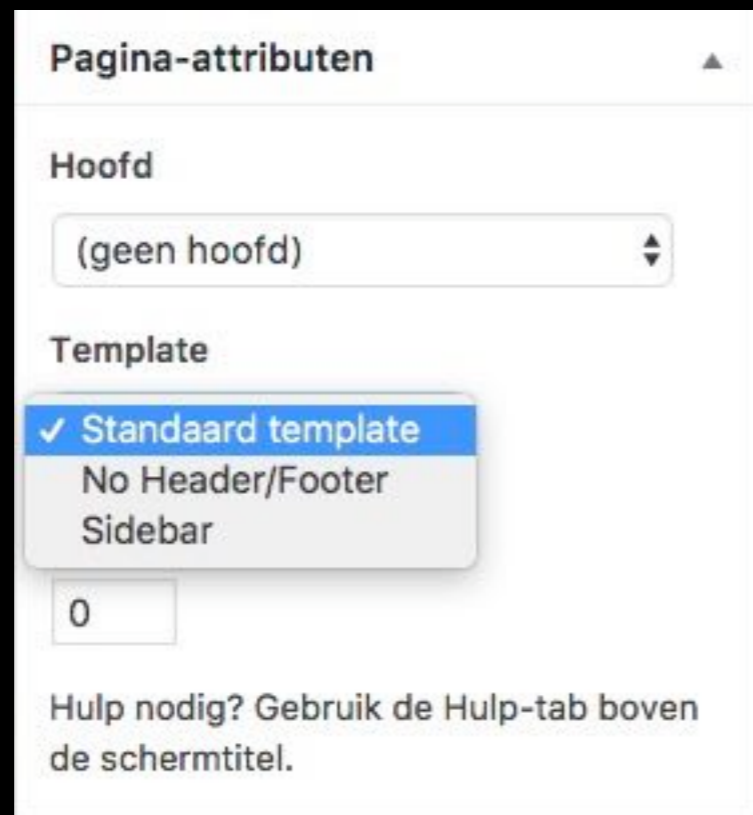 Pagina-attributen
Hoofd
(geen hoofd)
Template
✓ Standaard template
No Header/Footer
Sidebar
0
Hulp nodig? Gebruik de Hulp-tab boven
de schermtitel.